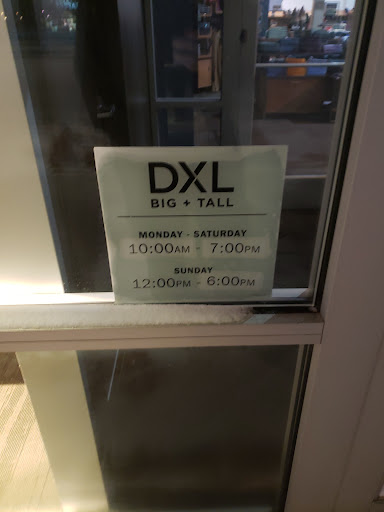 DXL
BIG + TALL
MONDAY - SATURDAY
10:00AM - 7:00PM
SUNDAY
12:00PM - 6:00PM